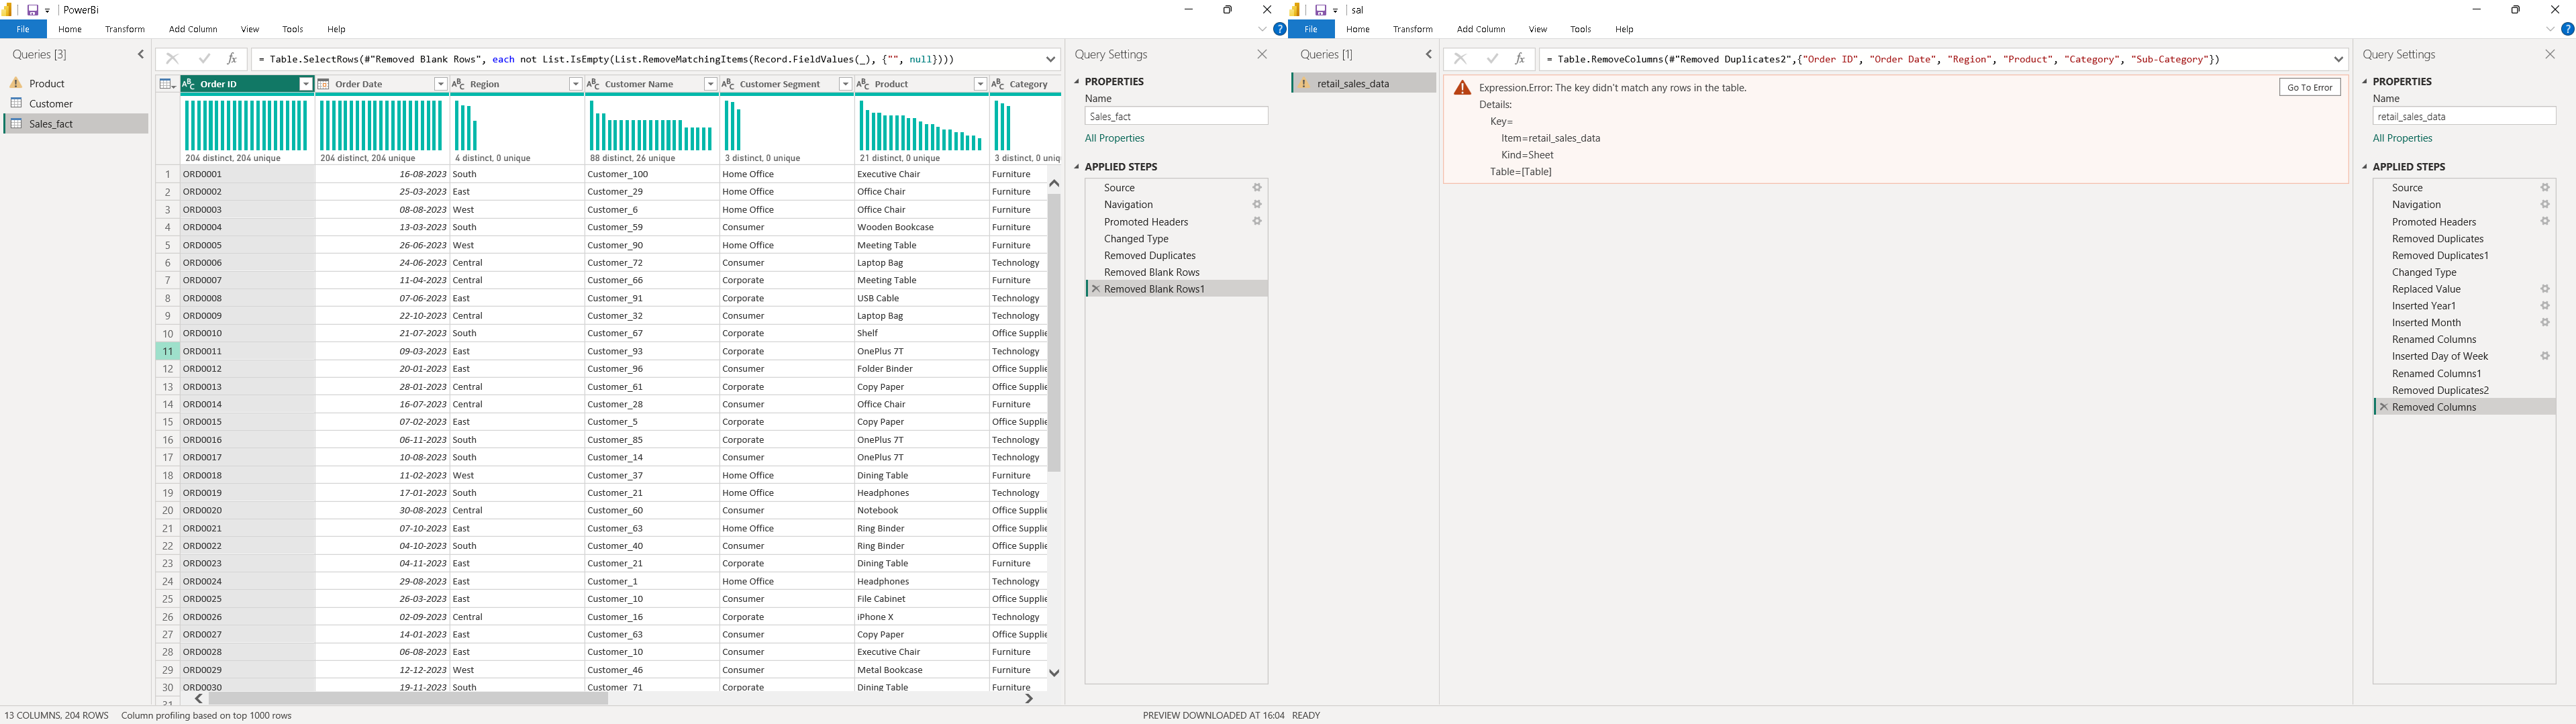 PowerBi
File Home Transform Add Column View Tools Help
Queries [3]
Product
Customer
Sales_fact
fx = Table.SelectRows(#"Removed Blank Rows", each not List.IsEmpty(List.RemoveMatchingItems(Record.FieldValues(_), {"", null})))
Order ID Order Date Region Customer Name Customer Segment Product Category
204 distinct, 204 unique 204 distinct, 204 unique 4 distinct, 0 unique 88 distinct, 26 unique 3 distinct, 0 unique 21 distinct, 0 unique 3 distinct, 0 uniq
1 ORD0001 16-08-2023 South Customer_100 Home Office Executive Chair Furniture
2 ORD0002 25-03-2023 East Customer_29 Home Office Office Chair Furniture
3 ORD0003 08-08-2023 West Customer_6 Home Office Office Chair Furniture
4 ORD0004 13-03-2023 South Customer_59 Consumer Wooden Bookcase Furniture
5 ORD0005 26-06-2023 West Customer_90 Home Office Meeting Table Furniture
6 ORD0006 24-06-2023 Central Customer_72 Consumer Laptop Bag Technology
7 ORD0007 11-04-2023 Central Customer_66 Corporate Meeting Table Furniture
8 ORD0008 07-06-2023 East Customer_91 Corporate USB Cable Technology
9 ORD0009 22-10-2023 Central Customer_32 Consumer Laptop Bag Technology
10 ORD0010 21-07-2023 South Customer_67 Corporate Shelf Office Supplie
11 ORD0011 09-03-2023 East Customer_93 Corporate OnePlus 7T Technology
12 ORD0012 20-01-2023 East Customer_96 Consumer Folder Binder Office Supplie
13 ORD0013 28-01-2023 Central Customer_61 Corporate Copy Paper Office Supplie
14 ORD0014 16-07-2023 Central Customer_28 Consumer Office Chair Furniture
15 ORD0015 07-02-2023 East Customer_5 Corporate Copy Paper Office Supplie
16 ORD0016 06-11-2023 South Customer_85 Corporate OnePlus 7T Technology
17 ORD0017 10-08-2023 South Customer_14 Consumer OnePlus 7T Technology
18 ORD0018 11-02-2023 West Customer_37 Home Office Dining Table Furniture
19 ORD0019 17-01-2023 South Customer_21 Home Office Headphones Technology
20 ORD0020 30-08-2023 Central Customer_60 Consumer Notebook Office Supplie
21 ORD0021 07-10-2023 East Customer_63 Home Office Ring Binder Office Supplie
22 ORD0022 04-10-2023 South Customer_40 Consumer Ring Binder Office Supplie
23 ORD0023 04-11-2023 East Customer_21 Corporate Dining Table Furniture
24 ORD0024 29-08-2023 East Customer_1 Home Office Headphones Technology
25 ORD0025 26-03-2023 East Customer_10 Consumer File Cabinet Office Supplie
26 ORD0026 02-09-2023 Central Customer_16 Corporate iPhone X Technology
27 ORD0027 14-01-2023 East Customer_63 Consumer Copy Paper Office Supplie
28 ORD0028 06-08-2023 East Customer_10 Consumer Executive Chair Furniture
29 ORD0029 12-12-2023 West Customer_46 Consumer Metal Bookcase Furniture
30 ORD0030 19-11-2023 South Customer_71 Corporate Dining Table Furniture
31
Query Settings
PROPERTIES
Name
Sales_fact
All Properties
APPLIED STEPS
Source
Navigation
Promoted Headers
Changed Type
Removed Duplicates
Removed Blank Rows
Removed Blank Rows1
13 COLUMNS, 204 ROWS Column profiling based on top 1000 rows
PREVIEW DOWNLOADED AT 16:04
sal
File Home Transform Add Column View Tools Help
Queries [1]
retail_sales_data
fx = Table.RemoveColumns(#"Removed Duplicates2",{"Order ID", "Order Date", "Region", "Product", "Category", "Sub-Category"})
Expression.Error: The key didn't match any rows in the table.
Details:
Key=
Item=retail_sales_data
Kind=Sheet
Table=[Table]
Go To Error
Query Settings
PROPERTIES
Name
retail_sales_data
All Properties
APPLIED STEPS
Source
Navigation
Promoted Headers
Removed Duplicates
Removed Duplicates1
Changed Type
Replaced Value
Inserted Year1
Inserted Month
Renamed Columns
Inserted Day of Week
Renamed Columns1
Removed Duplicates2
Removed Columns
READY